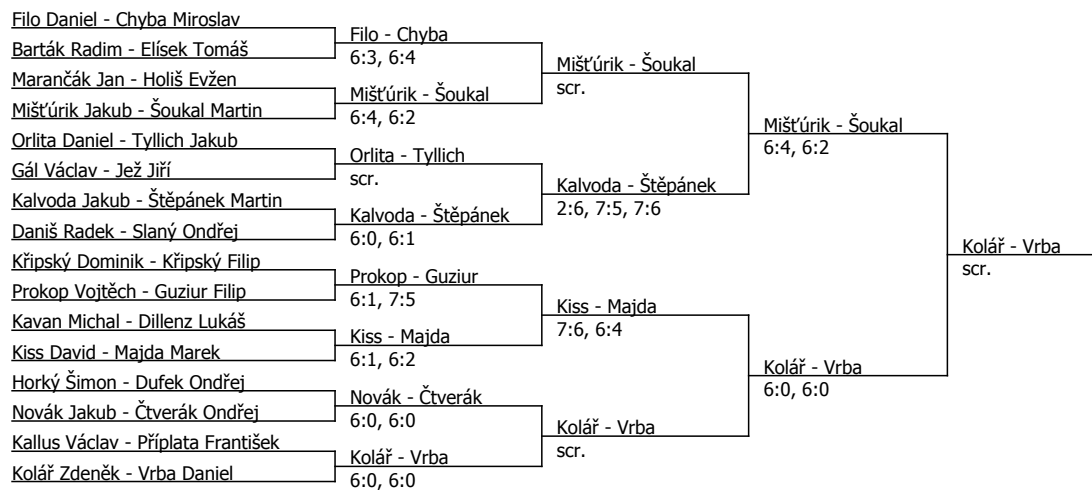 Filo Daniel - Chyba Miroslav
Barták Radim - Elísek Tomáš
Marančák Jan - Holiš Evžen
Mišťúrik Jakub - Šoukal Martin
Orlita Daniel - Tyllich Jakub
Gál Václav - Jež Jiří
Kalvoda Jakub - Štěpánek Martin
Daniš Radek - Slaný Ondřej
Křipský Dominik - Křipský Filip
Prokop Vojtěch - Guziur Filip
Kavan Michal - Dillenz Lukáš
Kiss David - Majda Marek
Horký Šimon - Dufek Ondřej
Novák Jakub - Čtverák Ondřej
Kallus Václav - Příplata František
Kolář Zdeněk - Vrba Daniel
Filo - Chyba
6:3, 6:4
Mišťúrik - Šoukal
6:4, 6:2
Orlita - Tyllich
scr.
Kalvoda - Štěpánek
6:0, 6:1
Prokop - Guziur
6:1, 7:5
Kiss - Majda
6:1, 6:2
Novák - Čtverák
6:0, 6:0
Kolář - Vrba
6:0, 6:0
Mišťúrik - Šoukal
scr.
Kalvoda - Štěpánek
2:6, 7:5, 7:6
Kiss - Majda
7:6, 6:4
Kolář - Vrba
scr.
Mišťúrik - Šoukal
6:4, 6:2
Kolář - Vrba
6:0, 6:0
Kolář - Vrba
scr.